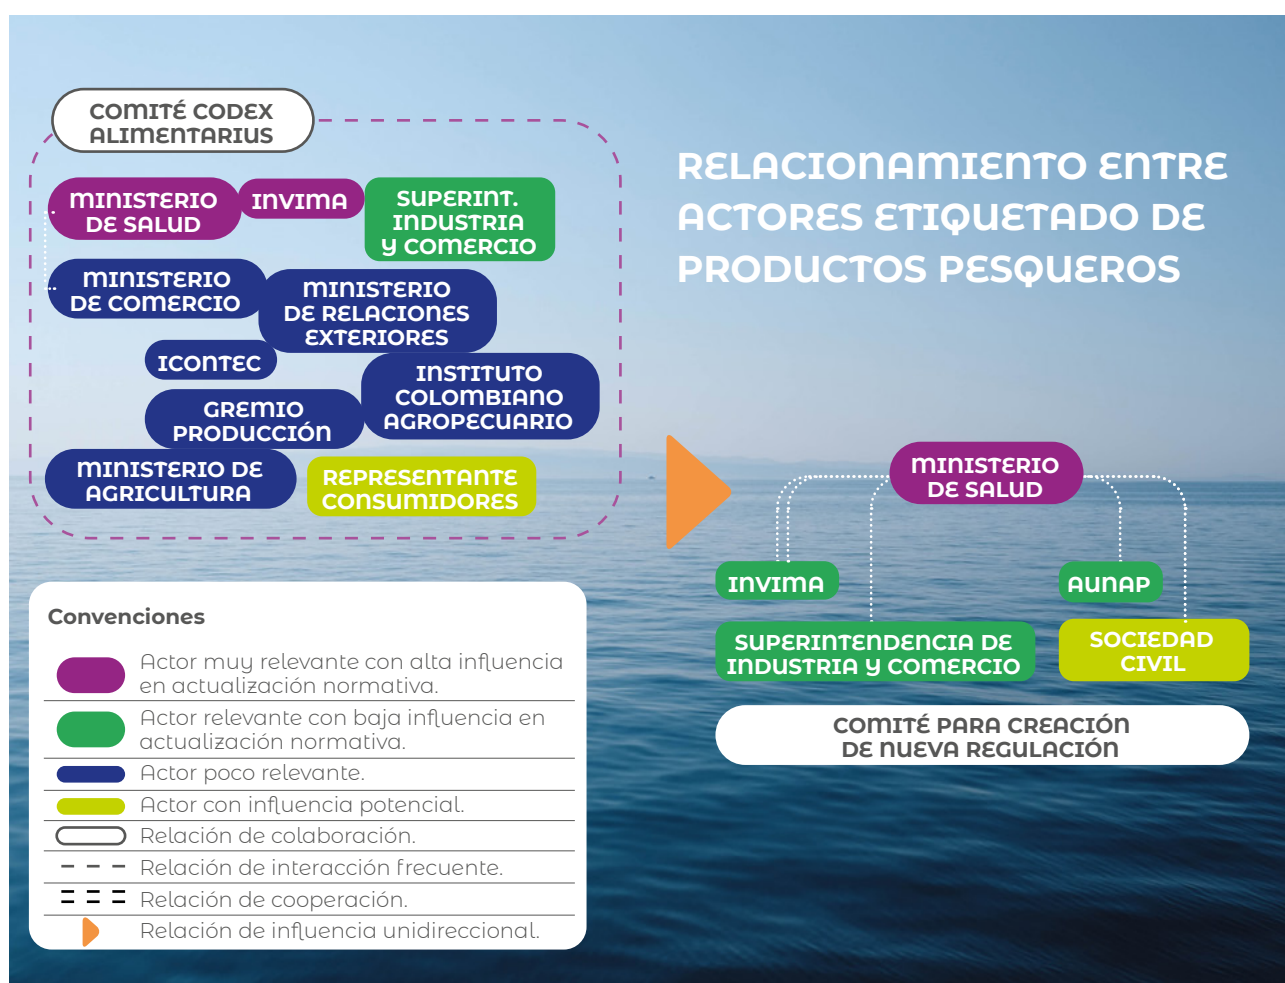 COMITÉ CODEX
ALIMENTARIUS
MINISTERIO
DE SALUD
INVIMA
SUPERINT.
INDUSTRIA
Y COMERCIO
MINISTERIO
DE COMERCIO
MINISTERIO
DE RELACIONES
EXTERIORES
ICONTEC
INSTITUTO
COLOMBIANO
AGROPECUARIO
GREMIO
PRODUCCIÓN
MINISTERIO DE
AGRICULTURA
REPRESENTANTE
CONSUMIDORES
RELACIONAMIENTO ENTRE
ACTORES ETIQUETADO DE
PRODUCTOS PESQUEROS
MINISTERIO
DE SALUD
INVIMA
AUNAP
SUPERINTENDENCIA DE
INDUSTRIA Y COMERCIO
SOCIEDAD
CIVIL
COMITÉ PARA CREACIÓN
DE NUEVA REGULACIÓN
Convenciones
Actor muy relevante con alta influencia
en actualización normativa.
Actor relevante con baja influencia en
actualización normativa.
Actor poco relevante.
Actor con influencia potencial.
Relación de colaboración.
Relación de interacción frecuente.
Relación de cooperación.
Relación de influencia unidireccional.